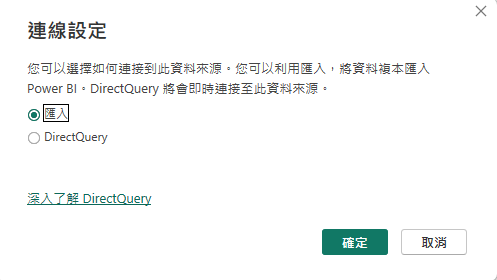 連線設定
您可以選擇如何連接到此資料來源。您可以利用匯入，將資料複本匯入
Power BI。DirectQuery 將會即時連接至此資料來源。
匯入
DirectQuery
深入了解 DirectQuery
確定
取消